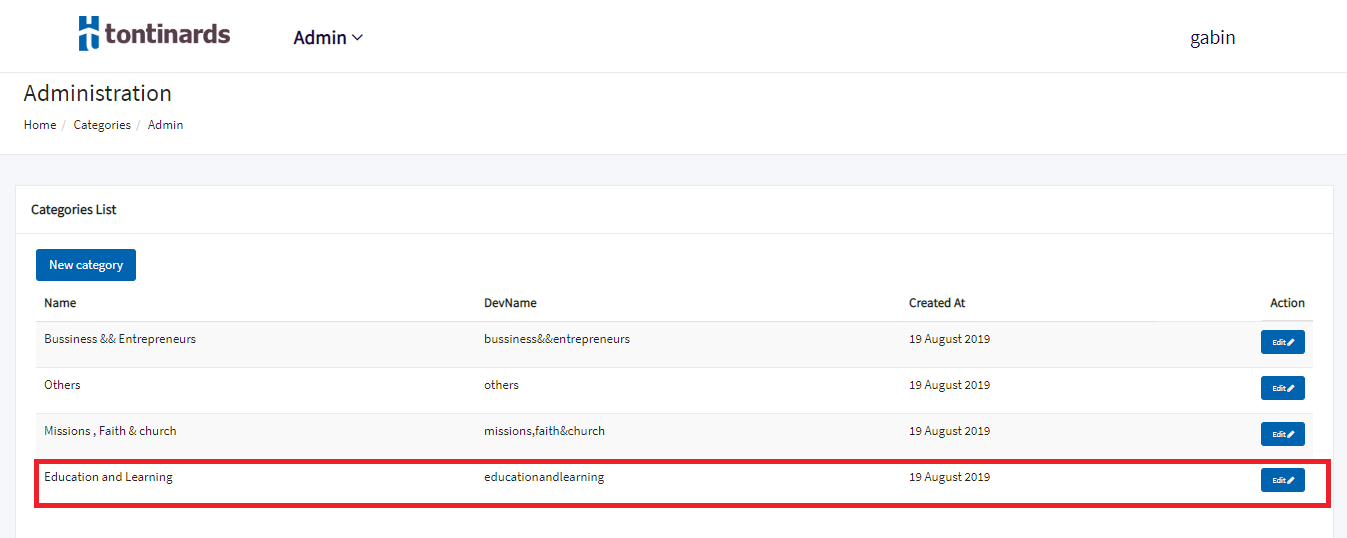 tontinards Admin gabin
Administration
Home / Categories / Admin
Categories List
New category
Name DevName Created At Action
Bussiness && Entrepreneurs bussiness&&entrepreneurs 19 August 2019 Edit
Others others 19 August 2019 Edit
Missions , Faith & church missions,faith&church 19 August 2019 Edit
Education and Learning educationandlearning 19 August 2019 Edit